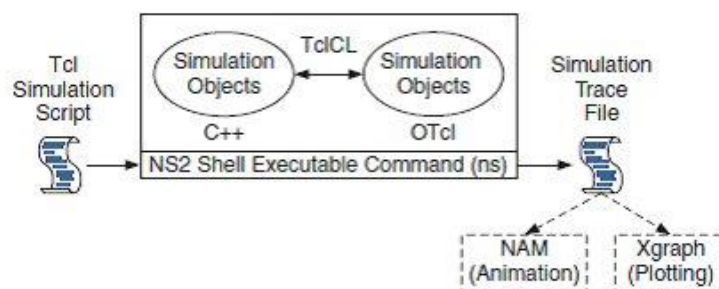 Tcl
Simulation
Script
TclCL
Simulation
Objects
Simulation
Objects
C++
OTcl
NS2 Shell Executable Command (ns)
Simulation
Trace
File
NAM
(Animation)
Xgraph
(Plotting)